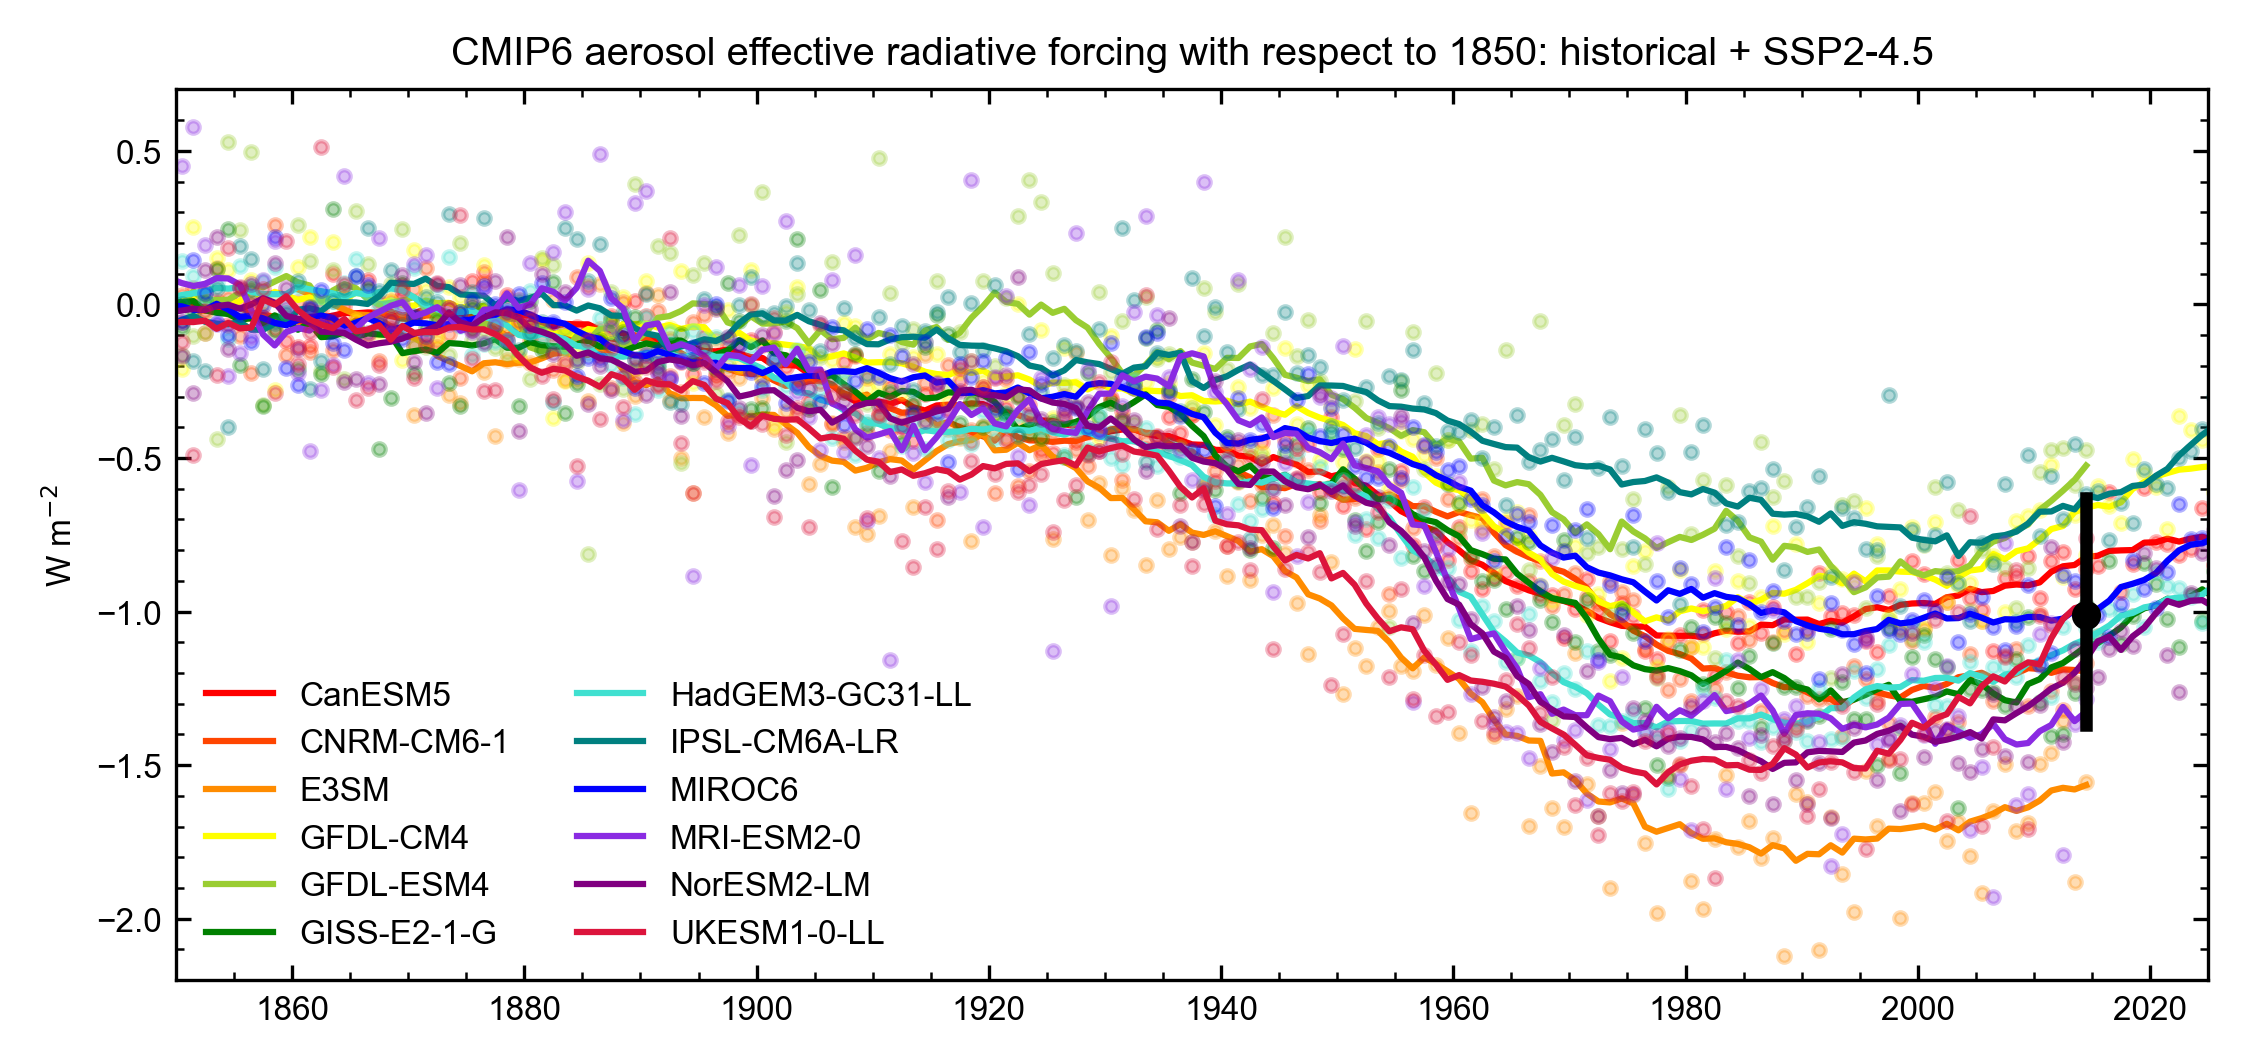 CMIP6 aerosol effective radiative forcing with respect to 1850: historical + SSP2-4.5
0.5
0.0
−0.5
−1.0
−1.5
−2.0
W m⁻²
CanESM5
CNRM-CM6-1
E3SM
GFDL-CM4
GFDL-ESM4
GISS-E2-1-G
HadGEM3-GC31-LL
IPSL-CM6A-LR
MIROC6
MRI-ESM2-0
NorESM2-LM
UKESM1-0-LL
1860 1880 1900 1920 1940 1960 1980 2000 2020